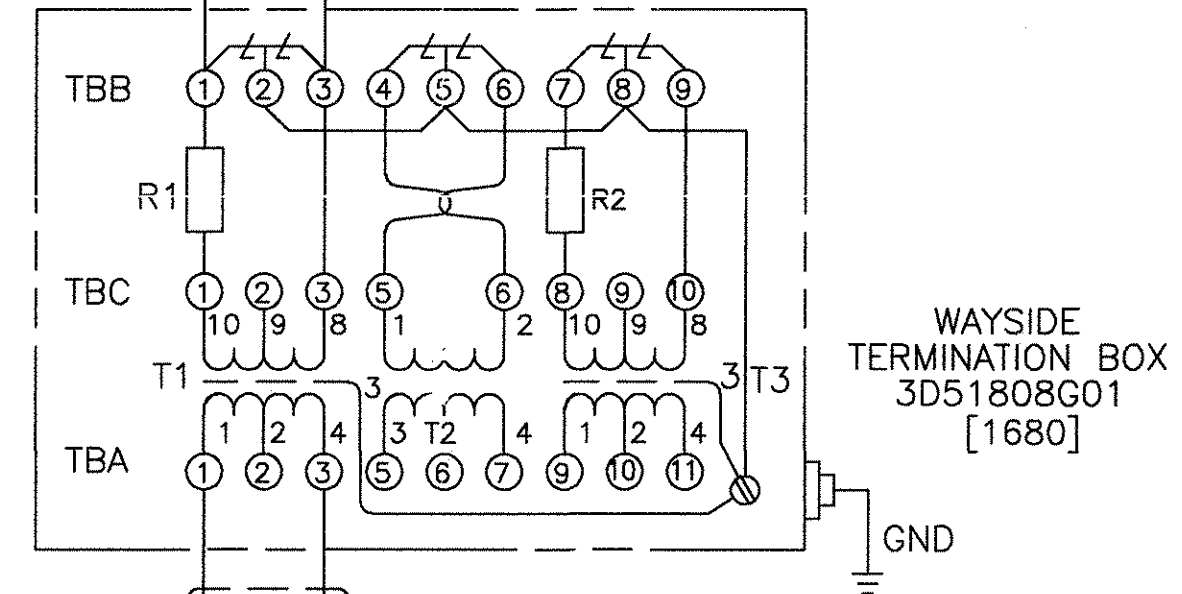 TBB 1 2 3 4 5 6 7 8 9
R1 R2
TBC 1 2 3 5 6 8 9 10
10 9 8 1 2 10 9 8
WAYSIDE
TERMINATION BOX
3D51808G01
[1680]
T1 3 3 T3
1 2 4 3 T2 4 1 2 4
TBA 1 2 3 5 6 7 9 10 11
GND